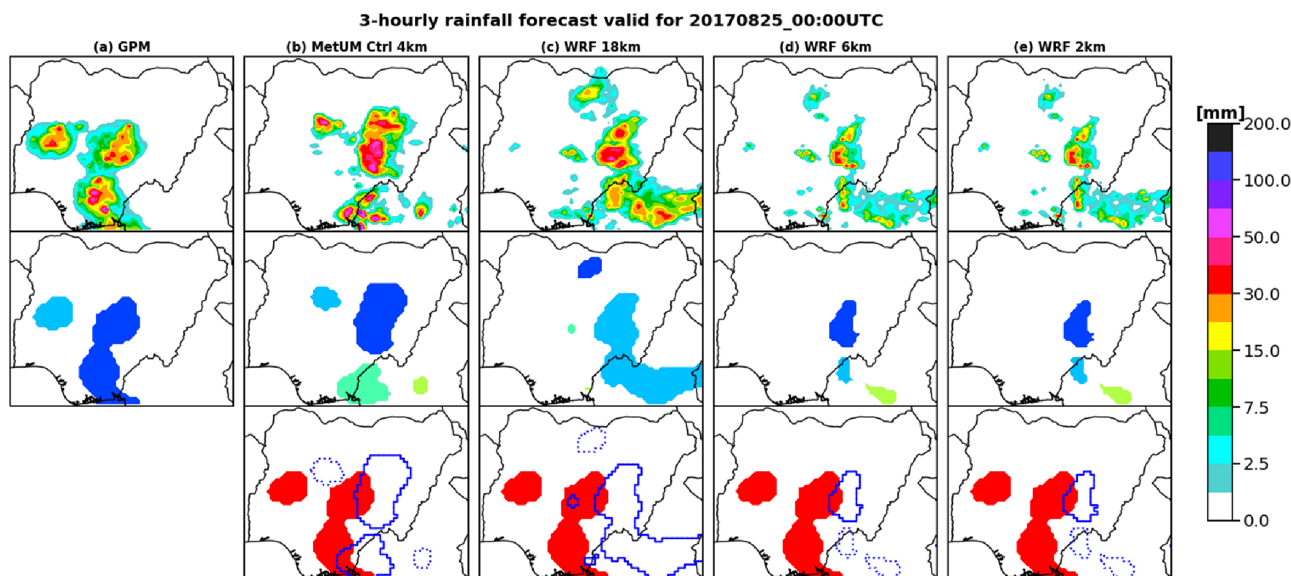 3-hourly rainfall forecast valid for 20170825_00:00UTC
(a) GPM
(b) MetUM Ctrl 4km
(c) WRF 18km
(d) WRF 6km
(e) WRF 2km
[mm]
200.0
100.0
50.0
30.0
15.0
7.5
2.5
0.0